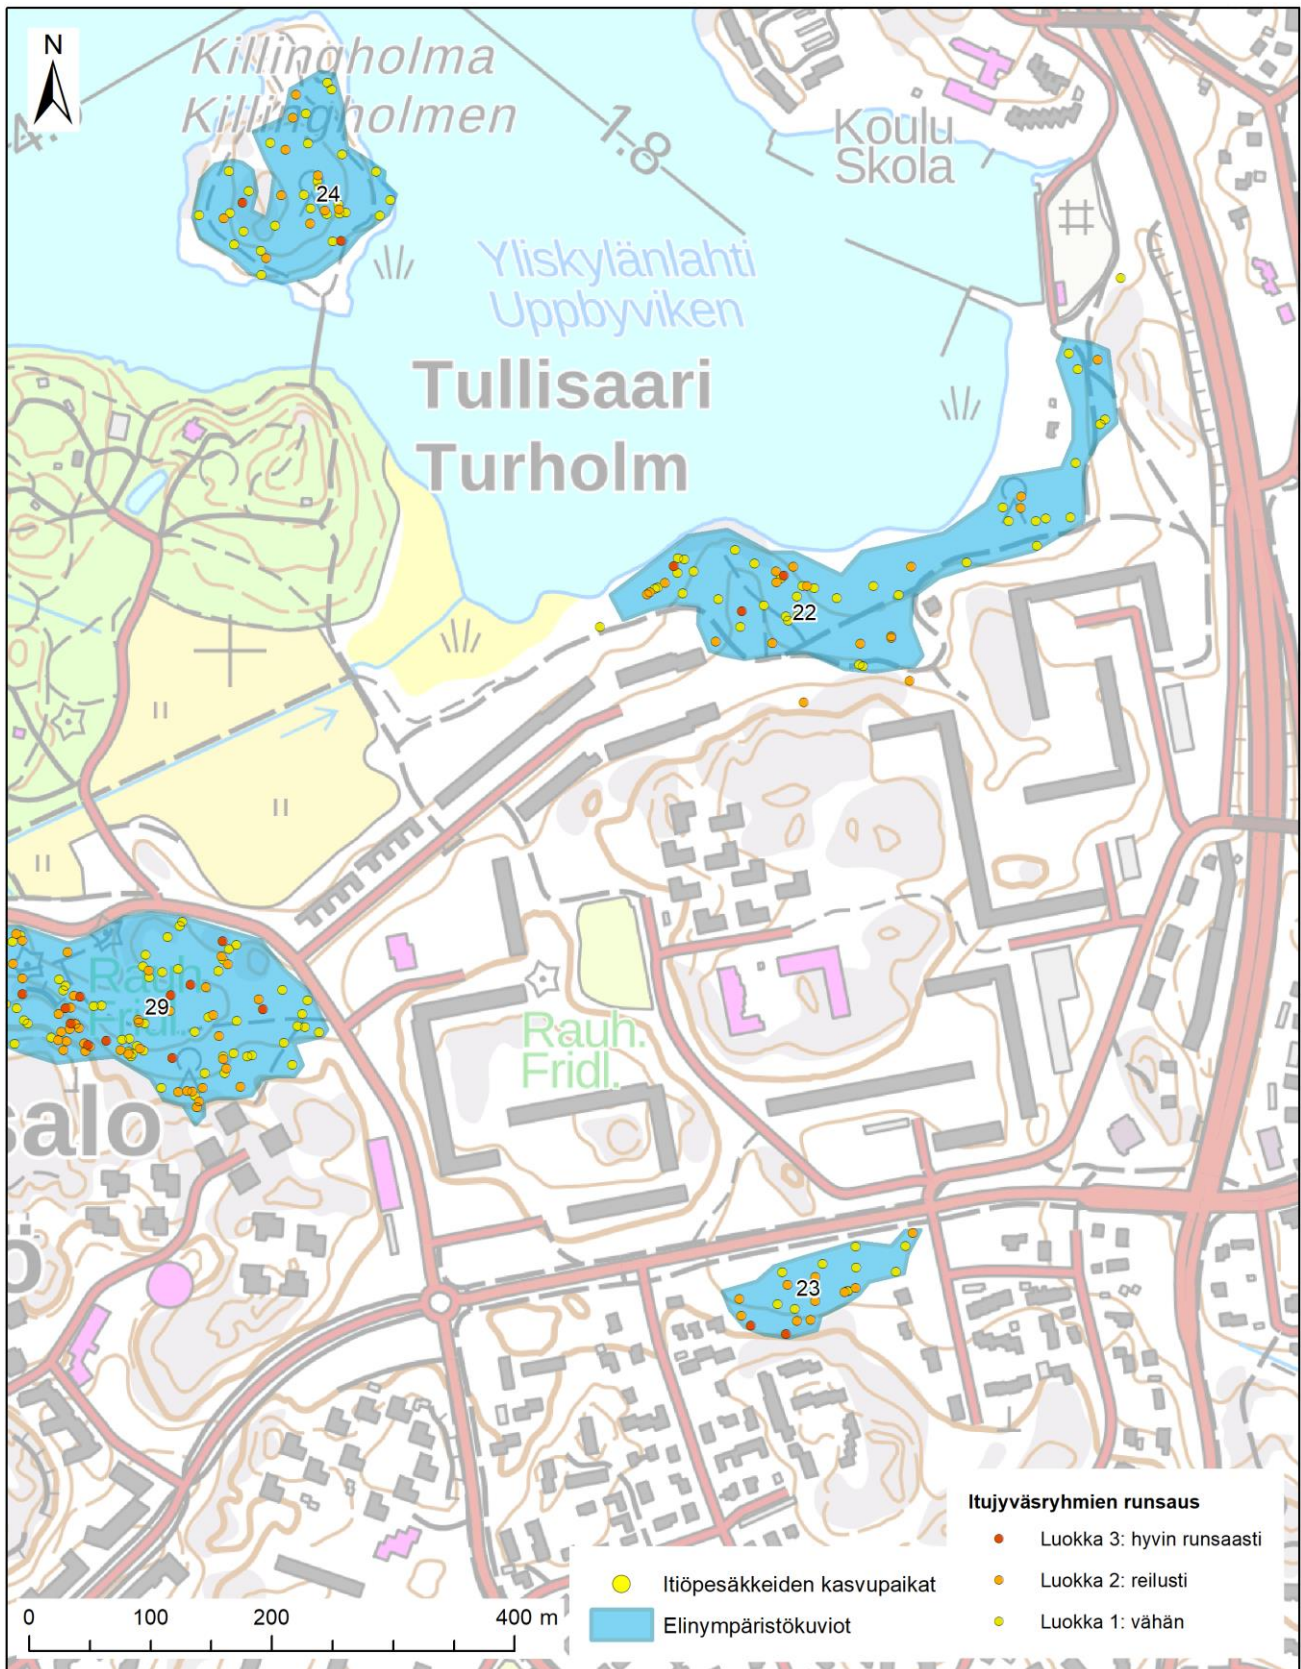 N
Killingholma
Killingholmen
4.
1.8
Koulu
Skola
24
Yliskylänlahti
Uppbyviken
Tullisaari
Turholm
22
Rauh.
29
Fridl.
Rauh.
Fridl.
salo
ö
23
Itujyväsryhmien runsaus
Luokka 3: hyvin runsaasti
Itiöpesäkkeiden kasvupaikat
Luokka 2: reilusti
Elinympäristökuviot
Luokka 1: vähän
0 100 200 400 m